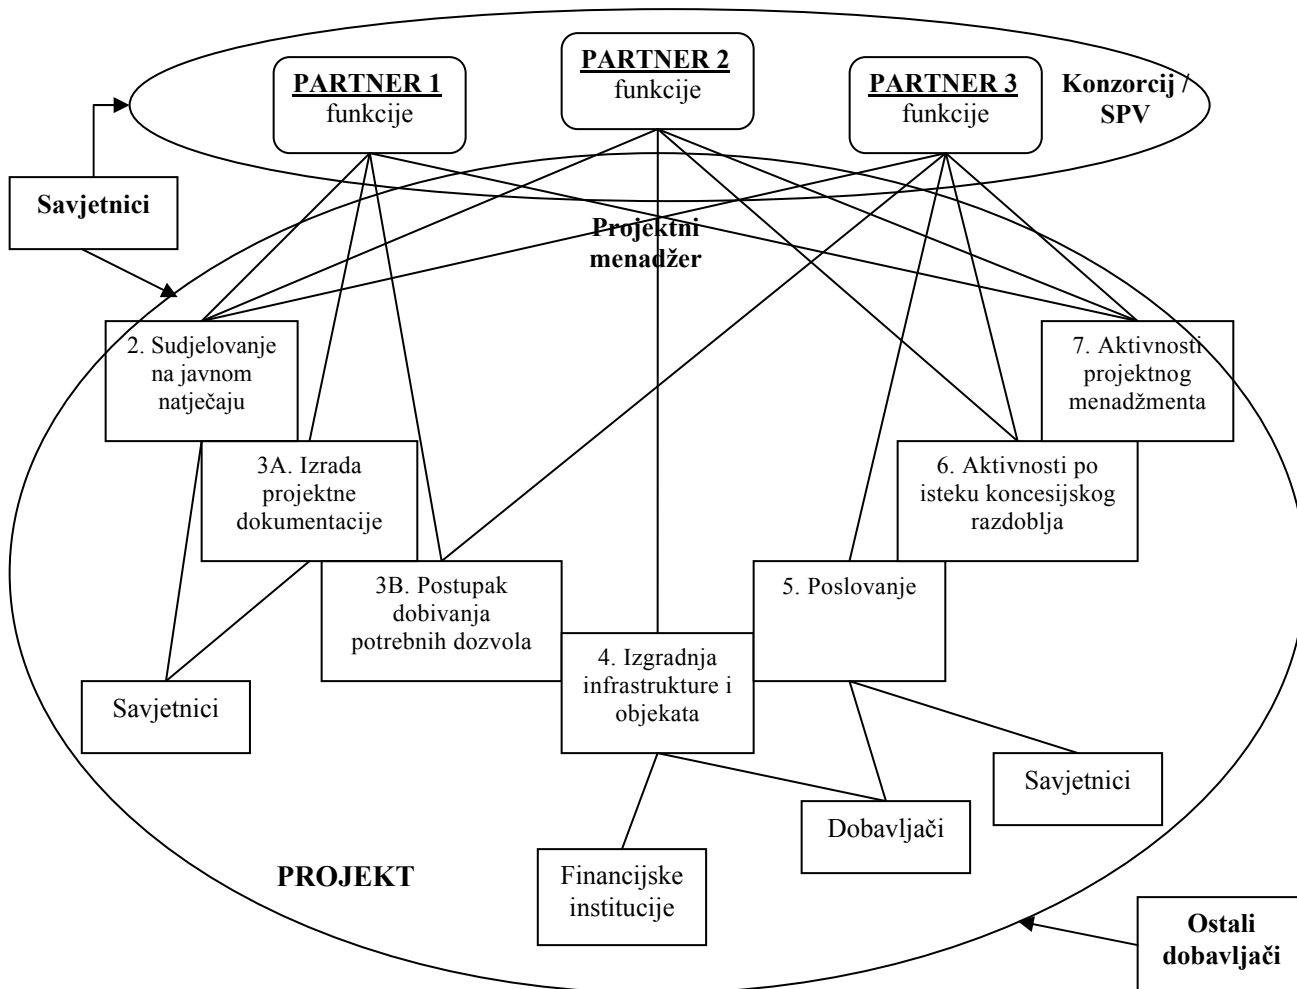 PARTNER 1
funkcije
PARTNER 2
funkcije
PARTNER 3
funkcije
Konzorcij /
SPV
Savjetnici
Projektni
menadžer
2. Sudjelovanje
na javnom
natječaju
7. Aktivnosti
projektnog
menadžmenta
3A. Izrada
projektne
dokumentacije
6. Aktivnosti po
isteku koncesijskog
razdoblja
3B. Postupak
dobivanja
potrebnih dozvola
5. Poslovanje
4. Izgradnja
infrastrukture i
objekata
Savjetnici
Savjetnici
Dobavljači
Financijske
institucije
PROJEKT
Ostali
dobavljači